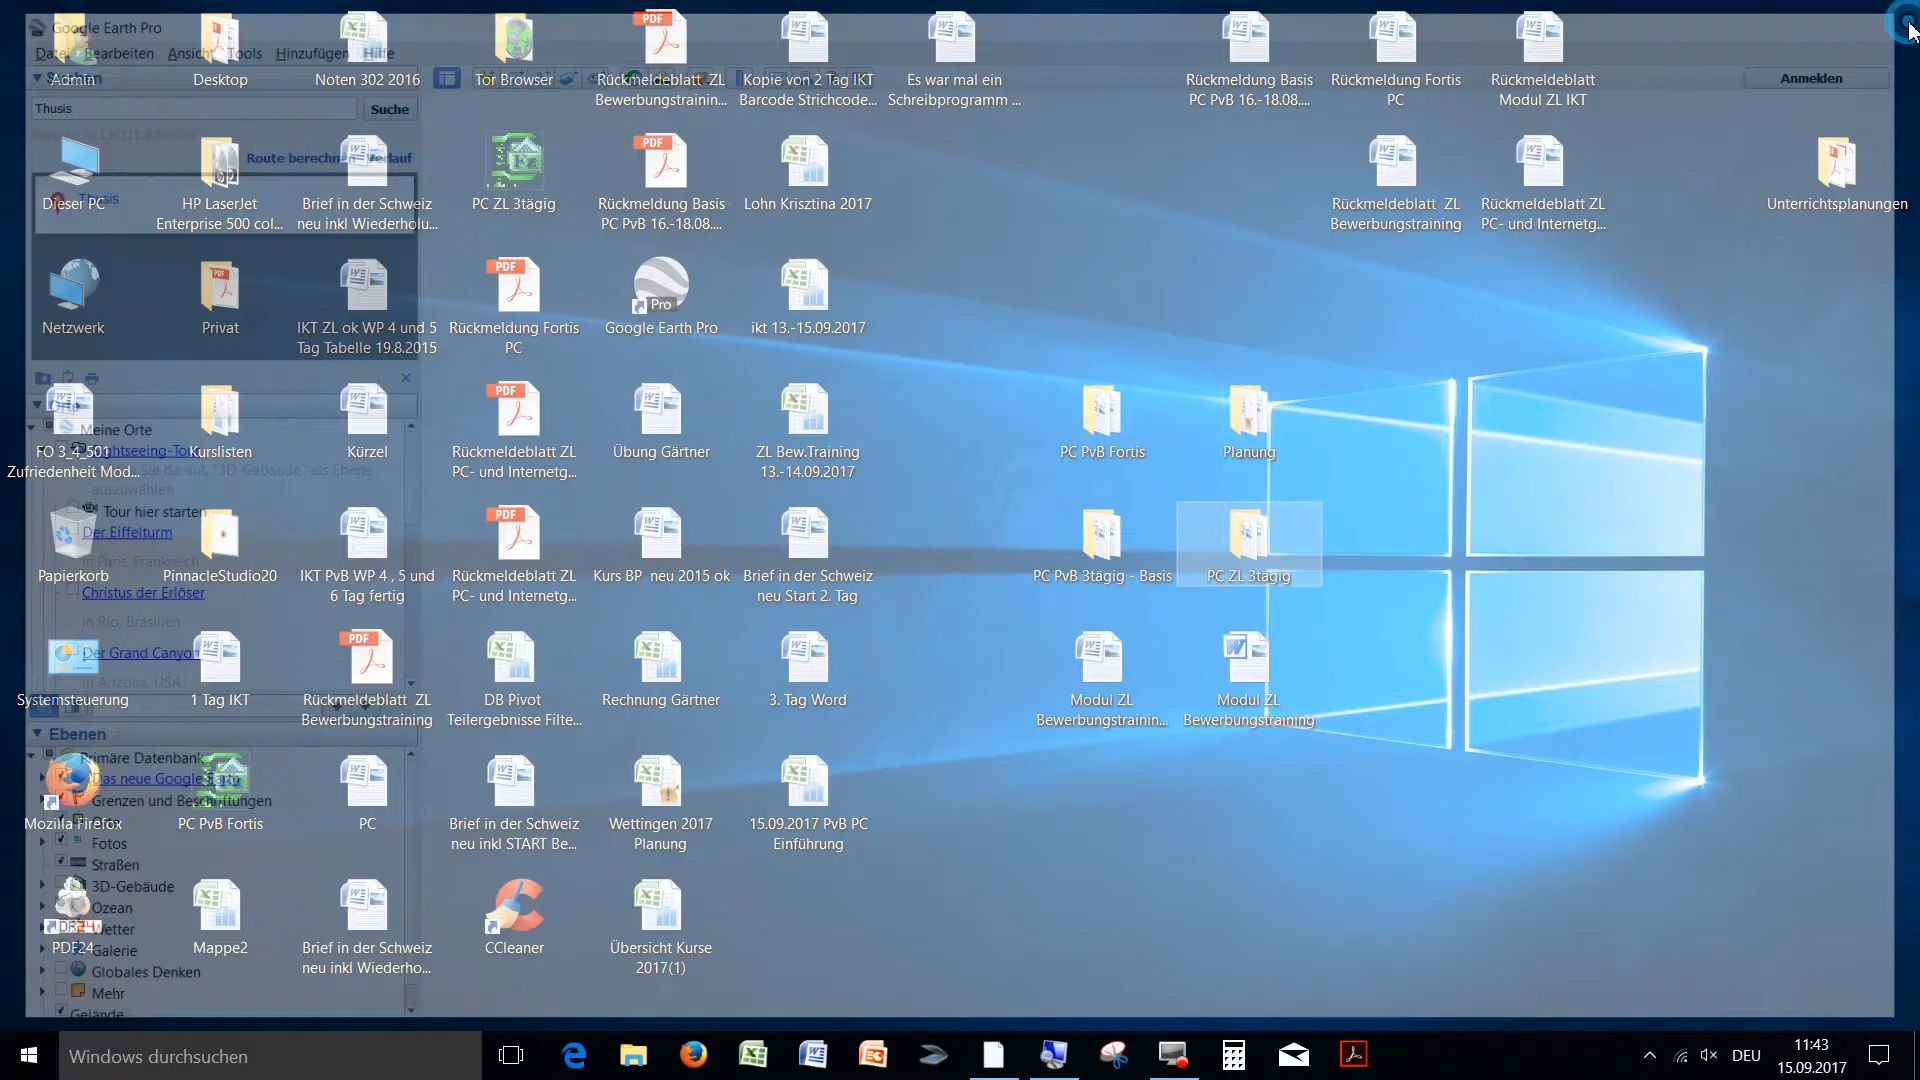 Google Earth Pro
Datei Bearbeiten Ansicht Tools Hinzufügen Hilfe
Admin
Desktop
Noten 302 2016
Tor Browser
Rückmeldeblatt ZL
Bewerbungstrainin...
Kopie von 2 Tag IKT
Barcode Strichcode...
Es war mal ein
Schreibprogramm ...
Rückmeldung Basis
PC PvB 16.-18.08....
Rückmeldung Fortis
PC
Rückmeldeblatt
Modul ZL IKT
Anmelden
Thusis
Suche
Route berechnen Verlauf
Thusis
Dieser PC
HP LaserJet
Enterprise 500 col...
Brief in der Schweiz
neu inkl Wiederholu...
PC ZL 3tägig
Rückmeldung Basis
PC PvB 16.-18.08....
Lohn Krisztina 2017
Rückmeldeblatt ZL
Bewerbungstraining
Rückmeldeblatt ZL
PC- und Internetg...
Unterrichtsplanungen
Netzwerk
Privat
IKT ZL ok WP 4 und 5
Tag Tabelle 19.8.2015
Rückmeldung Fortis
PC
Google Earth Pro
ikt 13.-15.09.2017
Orte
Meine Orte
FO 3_4_501
Zufriedenheit Mod...
Kurslisten
Kürzel
Rückmeldeblatt ZL
PC- und Internetg...
Übung Gärtner
ZL Bew.Training
13.-14.09.2017
PC PvB Fortis
Planung
Sightseeing-Tour
Sie darauf, "3D-Gebäude" als Ebene
auszuwählen
Tour hier starten
Der Eiffelturm
in Paris, Frankreich
Papierkorb
PinnacleStudio20
IKT PvB WP 4 , 5 und
6 Tag fertig
Rückmeldeblatt ZL
PC- und Internetg...
Kurs BP neu 2015 ok
Brief in der Schweiz
neu Start 2. Tag
PC PvB 3tägig - Basis
PC ZL 3tägig
Christus der Erlöser
in Rio, Brasilien
Der Grand Canyon
in Arizona, USA
Systemsteuerung
1 Tag IKT
Rückmeldeblatt ZL
Bewerbungstraining
DB Pivot
Teilergebnisse Filte...
Rechnung Gärtner
3. Tag Word
Modul ZL
Bewerbungstrainin...
Modul ZL
Bewerbungstraining
Ebenen
Primäre Datenbank
Das neue Google Earth
Grenzen und Beschriftungen
Mozilla Firefox
PC PvB Fortis
PC
Brief in der Schweiz
neu inkl START Be...
Wettingen 2017
Planung
15.09.2017 PvB PC
Einführung
Fotos
Straßen
3D-Gebäude
Ozean
Wetter
Galerie
Globales Denken
Mehr
Gelände
PDF24
Mappe2
Brief in der Schweiz
neu inkl Wiederho...
CCleaner
Übersicht Kurse
2017(1)
Windows durchsuchen
DEU
11:43
15.09.2017